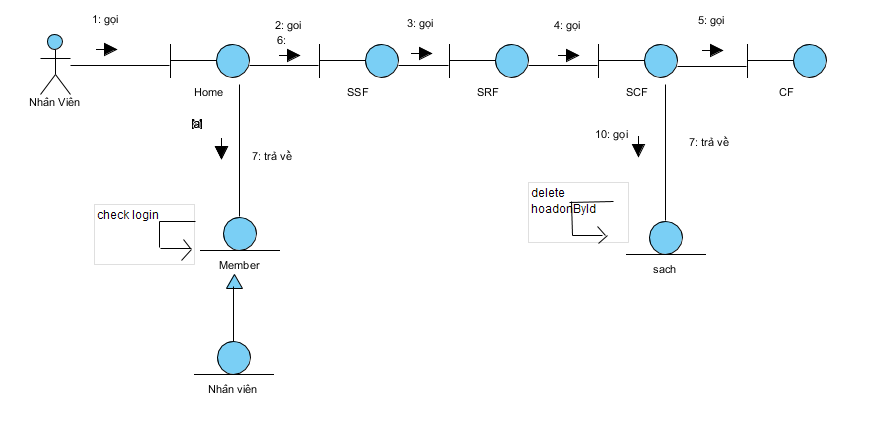 1: gọi
2: goi
6:
3: gọi
4: gọi
5: gọi
Nhân Viên
Home
SSF
SRF
SCF
CF
[a]
7: trả về
10: gọi
7: trả về
check login
delete
hoadonById
Member
sach
Nhân viên